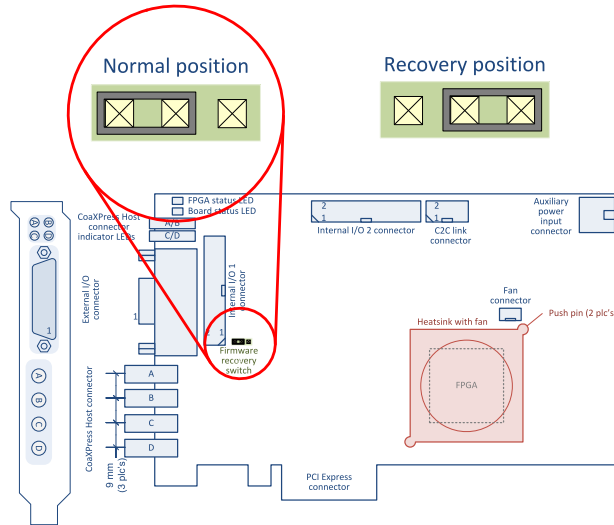 Normal position
Recovery position
FPGA status LED
Board status LED
CoaXPress Host
connector
indicator LEDs
A/B
C/D
2
1
Internal I/O 2 connector
2
1
C2C link
connector
Auxiliary
power
input
connector
A
B
C
D
External I/O
connector
1
1
Internal I/O 1
connector
2
1
Firmware
recovery
switch
Fan
connector
Heatsink with fan
Push pin (2 plc's
FPGA
A
B
C
D
CoaXPress Host connector
A
B
C
D
9 mm
(3 plc's)
PCI Express
connector